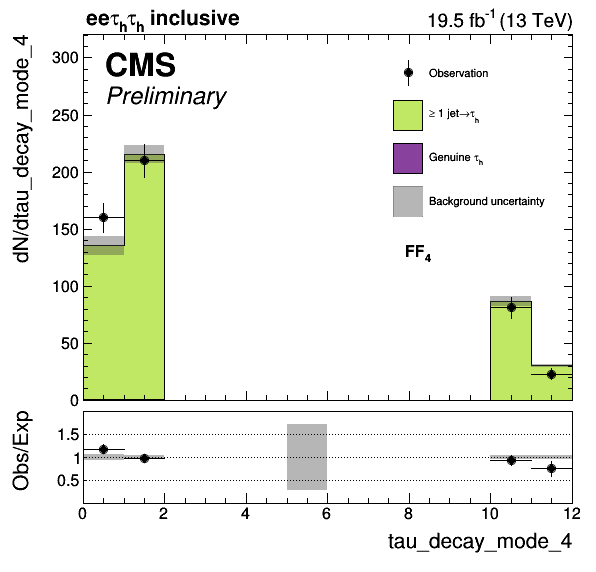 eeτhτh inclusive
19.5 fb-1 (13 TeV)
CMS
Preliminary
Observation
≥ 1 jet→τh
Genuine τh
Background uncertainty
FF4
dN/dtau_decay_mode_4
300
250
200
150
100
50
0
Obs/Exp
1.5
1
0.5
0 2 4 6 8 10 12
tau_decay_mode_4